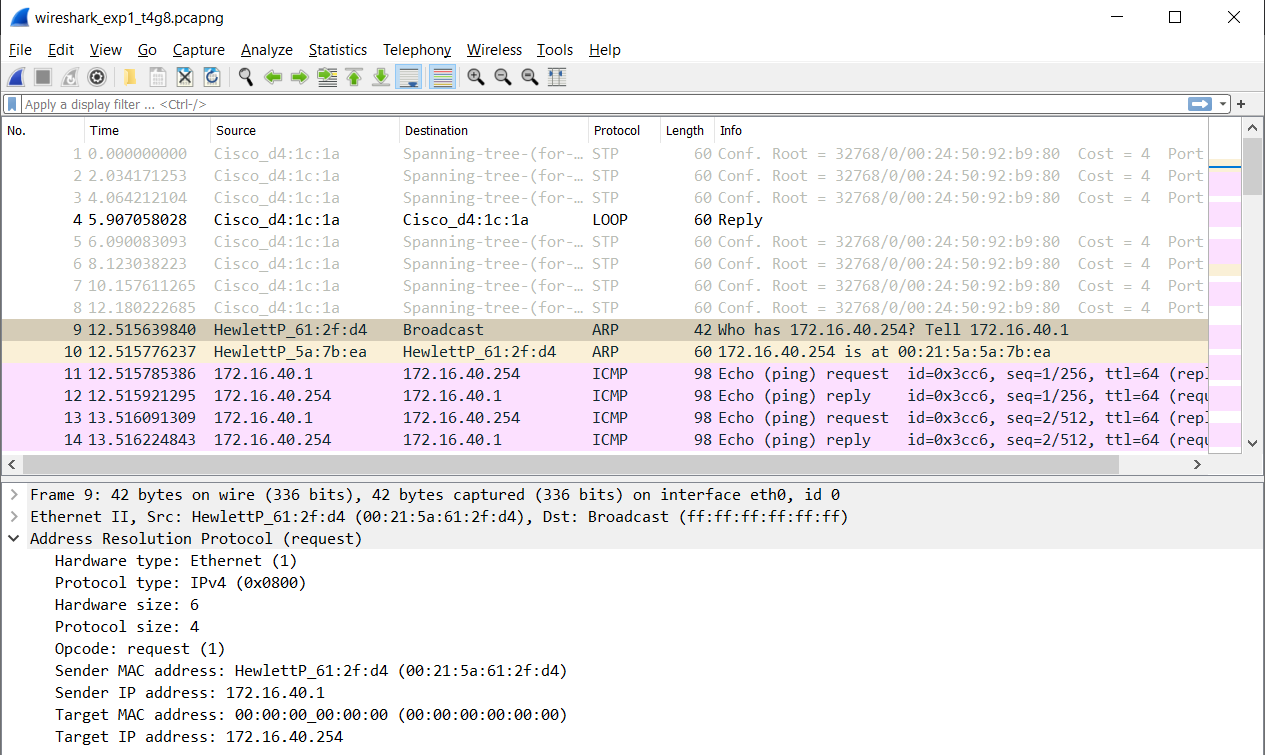 wireshark_exp1_t4g8.pcapng
File Edit View Go Capture Analyze Statistics Telephony Wireless Tools Help
Apply a display filter ... <Ctrl-/>
No. Time Source Destination Protocol Length Info
1 0.000000000 Cisco_d4:1c:1a Spanning-tree-(for-… STP 60 Conf. Root = 32768/0/00:24:50:92:b9:80 Cost = 4 Port
2 2.034171253 Cisco_d4:1c:1a Spanning-tree-(for-… STP 60 Conf. Root = 32768/0/00:24:50:92:b9:80 Cost = 4 Port
3 4.064212104 Cisco_d4:1c:1a Spanning-tree-(for-… STP 60 Conf. Root = 32768/0/00:24:50:92:b9:80 Cost = 4 Port
4 5.907058028 Cisco_d4:1c:1a Cisco_d4:1c:1a LOOP 60 Reply
5 6.090083093 Cisco_d4:1c:1a Spanning-tree-(for-… STP 60 Conf. Root = 32768/0/00:24:50:92:b9:80 Cost = 4 Port
6 8.123038223 Cisco_d4:1c:1a Spanning-tree-(for-… STP 60 Conf. Root = 32768/0/00:24:50:92:b9:80 Cost = 4 Port
7 10.157611265 Cisco_d4:1c:1a Spanning-tree-(for-… STP 60 Conf. Root = 32768/0/00:24:50:92:b9:80 Cost = 4 Port
8 12.180222685 Cisco_d4:1c:1a Spanning-tree-(for-… STP 60 Conf. Root = 32768/0/00:24:50:92:b9:80 Cost = 4 Port
9 12.515639840 HewlettP_61:2f:d4 Broadcast ARP 42 Who has 172.16.40.254? Tell 172.16.40.1
10 12.515776237 HewlettP_5a:7b:ea HewlettP_61:2f:d4 ARP 60 172.16.40.254 is at 00:21:5a:5a:7b:ea
11 12.515785386 172.16.40.1 172.16.40.254 ICMP 98 Echo (ping) request id=0x3cc6, seq=1/256, ttl=64 (repl
12 12.515921295 172.16.40.254 172.16.40.1 ICMP 98 Echo (ping) reply id=0x3cc6, seq=1/256, ttl=64 (requ
13 13.516091309 172.16.40.1 172.16.40.254 ICMP 98 Echo (ping) request id=0x3cc6, seq=2/512, ttl=64 (repl
14 13.516224843 172.16.40.254 172.16.40.1 ICMP 98 Echo (ping) reply id=0x3cc6, seq=2/512, ttl=64 (requ
Frame 9: 42 bytes on wire (336 bits), 42 bytes captured (336 bits) on interface eth0, id 0
Ethernet II, Src: HewlettP_61:2f:d4 (00:21:5a:61:2f:d4), Dst: Broadcast (ff:ff:ff:ff:ff:ff)
Address Resolution Protocol (request)
Hardware type: Ethernet (1)
Protocol type: IPv4 (0x0800)
Hardware size: 6
Protocol size: 4
Opcode: request (1)
Sender MAC address: HewlettP_61:2f:d4 (00:21:5a:61:2f:d4)
Sender IP address: 172.16.40.1
Target MAC address: 00:00:00_00:00:00 (00:00:00:00:00:00)
Target IP address: 172.16.40.254